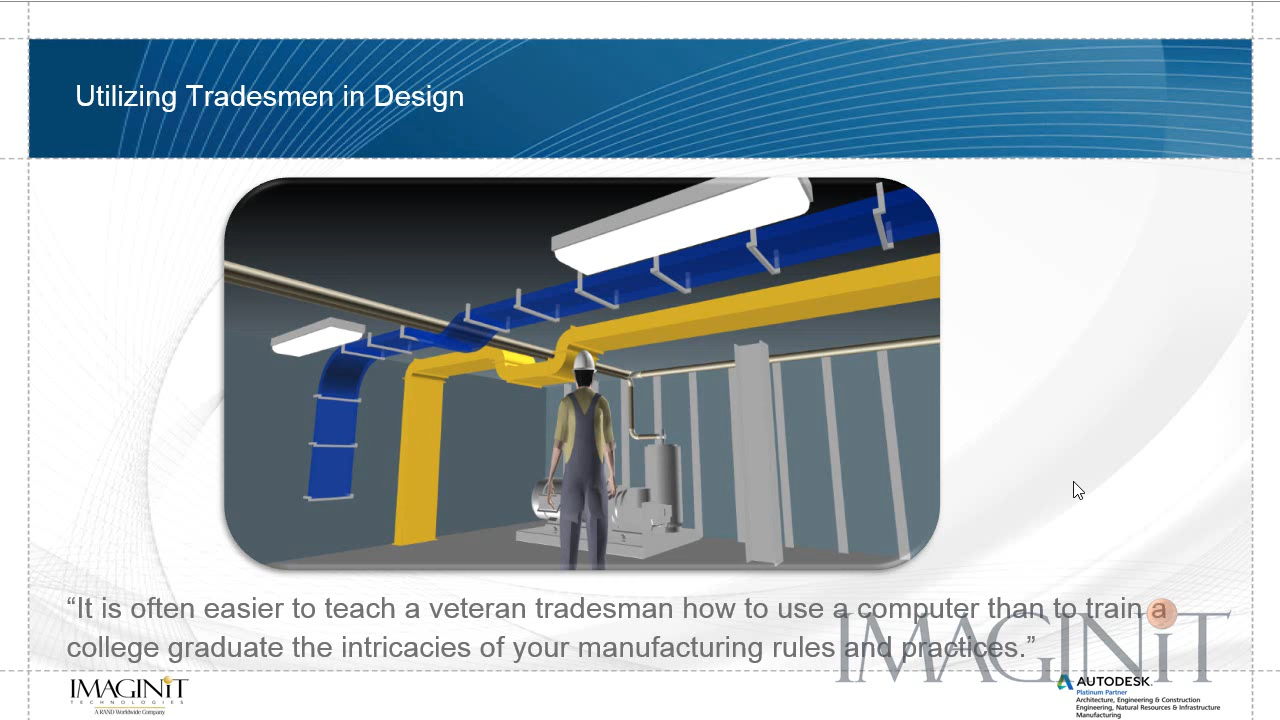 Utilizing Tradesmen in Design
“It is often easier to teach a veteran tradesman how to use a computer than to train a
college graduate the intricacies of your manufacturing rules and practices.”
IMAGINiT
IMAGINiT
TECHNOLOGIES
A RAND Worldwide Company
AUTODESK.
Platinum Partner
Architecture, Engineering & Construction
Engineering, Natural Resources & Infrastructure
Manufacturing